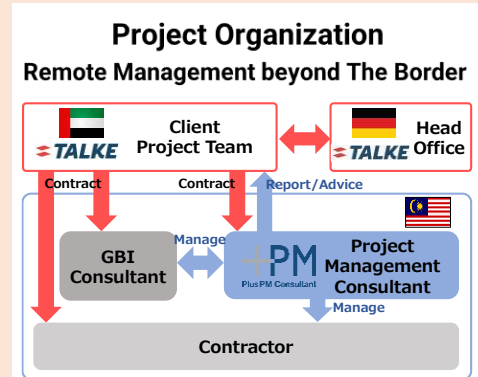 Project Organization
Remote Management beyond The Border
TALKE
Client
Project Team
TALKE
Head
Office
Contract
Contract
Report/Advice
GBI
Consultant
Manage
+PM
Plus PM Consultant
Project
Management
Consultant
Manage
Contractor